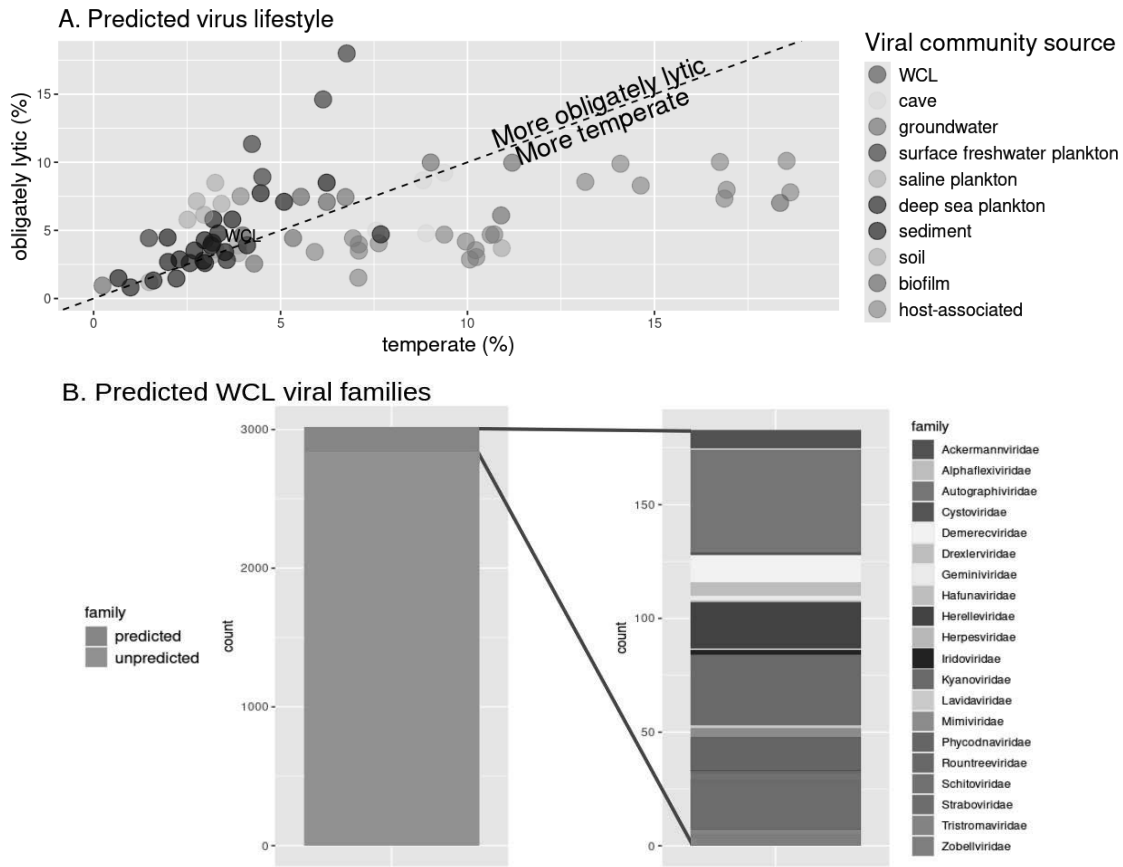 A. Predicted virus lifestyle
obligately lytic (%)
15
10
5
0
More obligately lytic
More temperate
WCL
0
5
10
15
temperate (%)
Viral community source
WCL
cave
groundwater
surface freshwater plankton
saline plankton
deep sea plankton
sediment
soil
biofilm
host-associated
B. Predicted WCL viral families
family
predicted
unpredicted
count
3000
2000
1000
0
count
150
100
50
0
family
Ackermannviridae
Alphaflexiviridae
Autographiviridae
Cystoviridae
Demerecviridae
Drexlerviridae
Geminiviridae
Hafunaviridae
Herelleviridae
Herpesviridae
Iridoviridae
Kyanoviridae
Lavidaviridae
Mimiviridae
Phycodnaviridae
Rountreeviridae
Schitoviridae
Straboviridae
Tristromaviridae
Zobellviridae